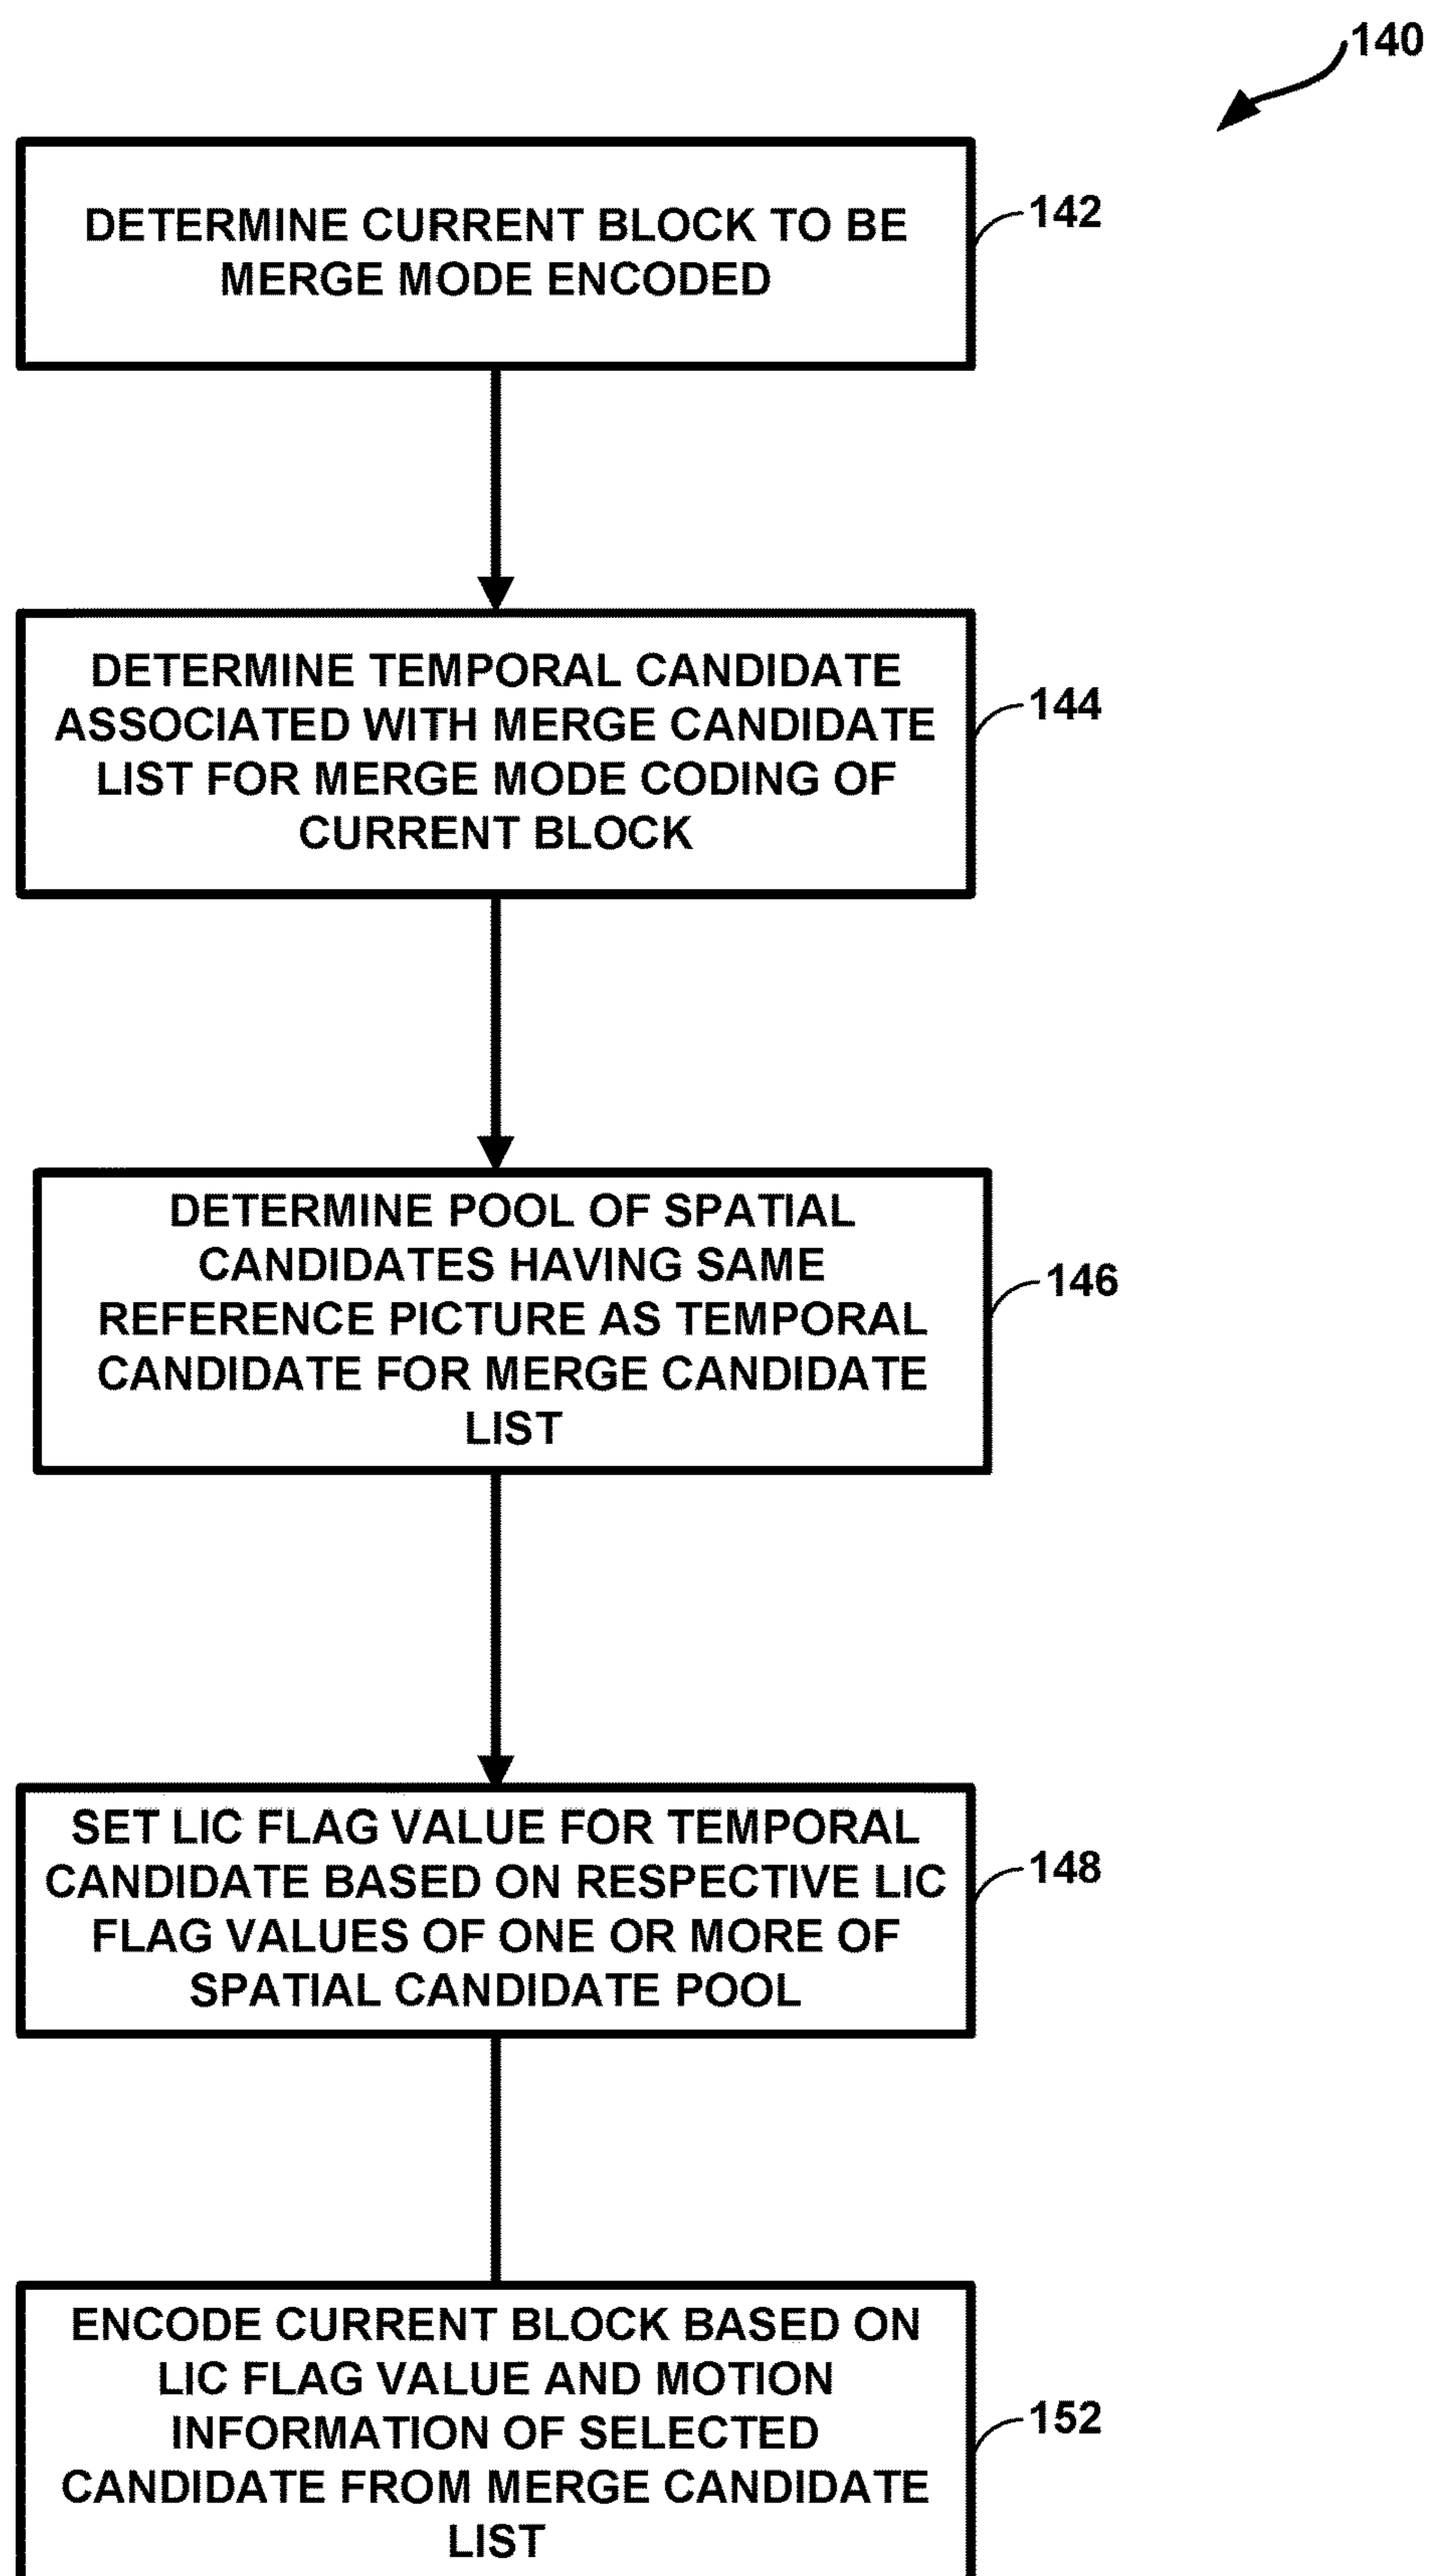 140
DETERMINE CURRENT BLOCK TO BE
MERGE MODE ENCODED
142
DETERMINE TEMPORAL CANDIDATE
ASSOCIATED WITH MERGE CANDIDATE
LIST FOR MERGE MODE CODING OF
CURRENT BLOCK
144
DETERMINE POOL OF SPATIAL
CANDIDATES HAVING SAME
REFERENCE PICTURE AS TEMPORAL
CANDIDATE FOR MERGE CANDIDATE
LIST
146
SET LIC FLAG VALUE FOR TEMPORAL
CANDIDATE BASED ON RESPECTIVE LIC
FLAG VALUES OF ONE OR MORE OF
SPATIAL CANDIDATE POOL
148
ENCODE CURRENT BLOCK BASED ON
LIC FLAG VALUE AND MOTION
INFORMATION OF SELECTED
CANDIDATE FROM MERGE CANDIDATE
LIST
152